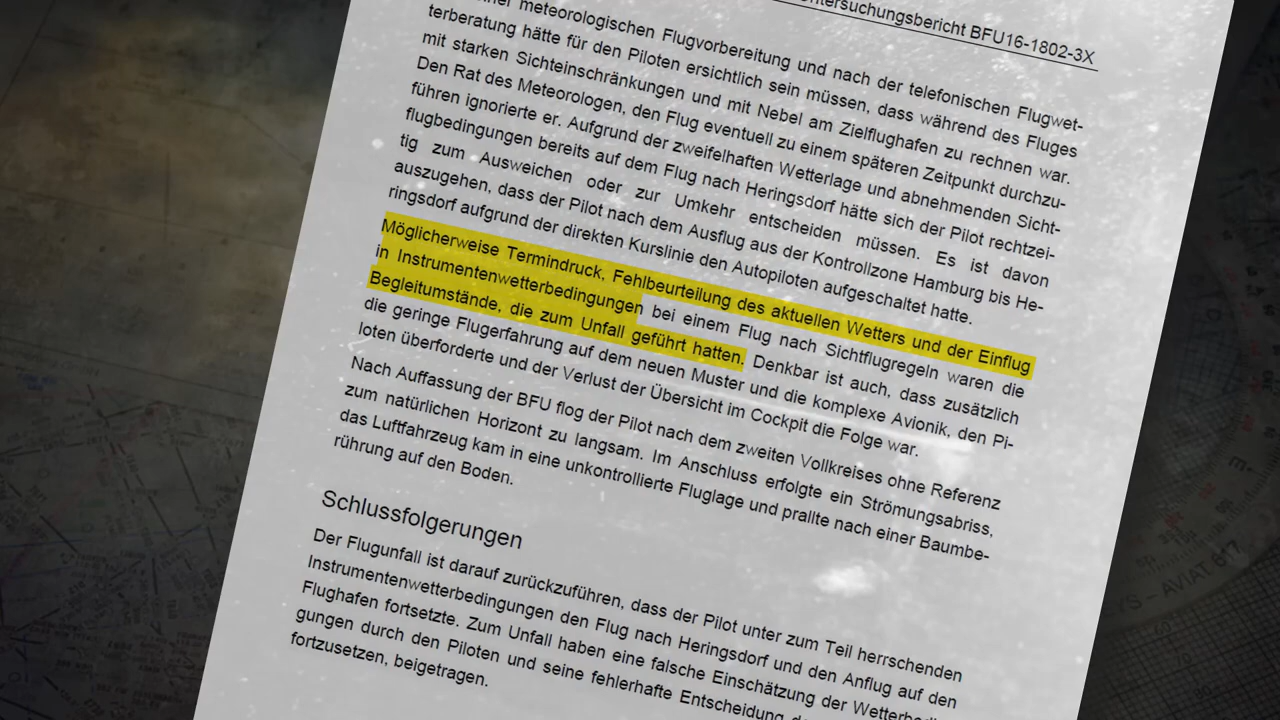 Untersuchungsbericht BFU16-1802-3X
einer meteorologischen Flugvorbereitung und nach der telefonischen Flugwet-
terberatung hätte für den Piloten ersichtlich sein müssen, dass während des Fluges
mit starken Sichteinschränkungen und mit Nebel am Zielflughafen zu rechnen war.
Den Rat des Meteorologen, den Flug eventuell zu einem späteren Zeitpunkt durchzu-
führen ignorierte er. Aufgrund der zweifelhaften Wetterlage und abnehmenden Sicht-
flugbedingungen bereits auf dem Flug nach Heringsdorf hätte sich der Pilot rechtzei-
tig zum Ausweichen oder zur Umkehr entscheiden müssen. Es ist davon
auszugehen, dass der Pilot nach dem Ausflug aus der Kontrollzone Hamburg bis He-
ringsdorf aufgrund der direkten Kurslinie den Autopiloten aufgeschaltet hatte.
Möglicherweise Termindruck, Fehlbeurteilung des aktuellen Wetters und der Einflug
in Instrumentenwetterbedingungen bei einem Flug nach Sichtflugregeln waren die
Begleitumstände, die zum Unfall geführt hatten. Denkbar ist auch, dass zusätzlich
die geringe Flugerfahrung auf dem neuen Muster und die komplexe Avionik, den Pi-
loten überforderte und der Verlust der Übersicht im Cockpit die Folge war.
Nach Auffassung der BFU flog der Pilot nach dem zweiten Vollkreises ohne Referenz
zum natürlichen Horizont zu langsam. Im Anschluss erfolgte ein Strömungsabriss,
das Luftfahrzeug kam in eine unkontrollierte Fluglage und prallte nach einer Baumbe-
rührung auf den Boden.
Schlussfolgerungen
Der Flugunfall ist darauf zurückzuführen, dass der Pilot unter zum Teil herrschenden
Instrumentenwetterbedingungen den Flug nach Heringsdorf und den Anflug auf den
Flughafen fortsetzte. Zum Unfall haben eine falsche Einschätzung der Wetterbedin-
gungen durch den Piloten und seine fehlerhafte Entscheidung
fortzusetzen, beigetragen.